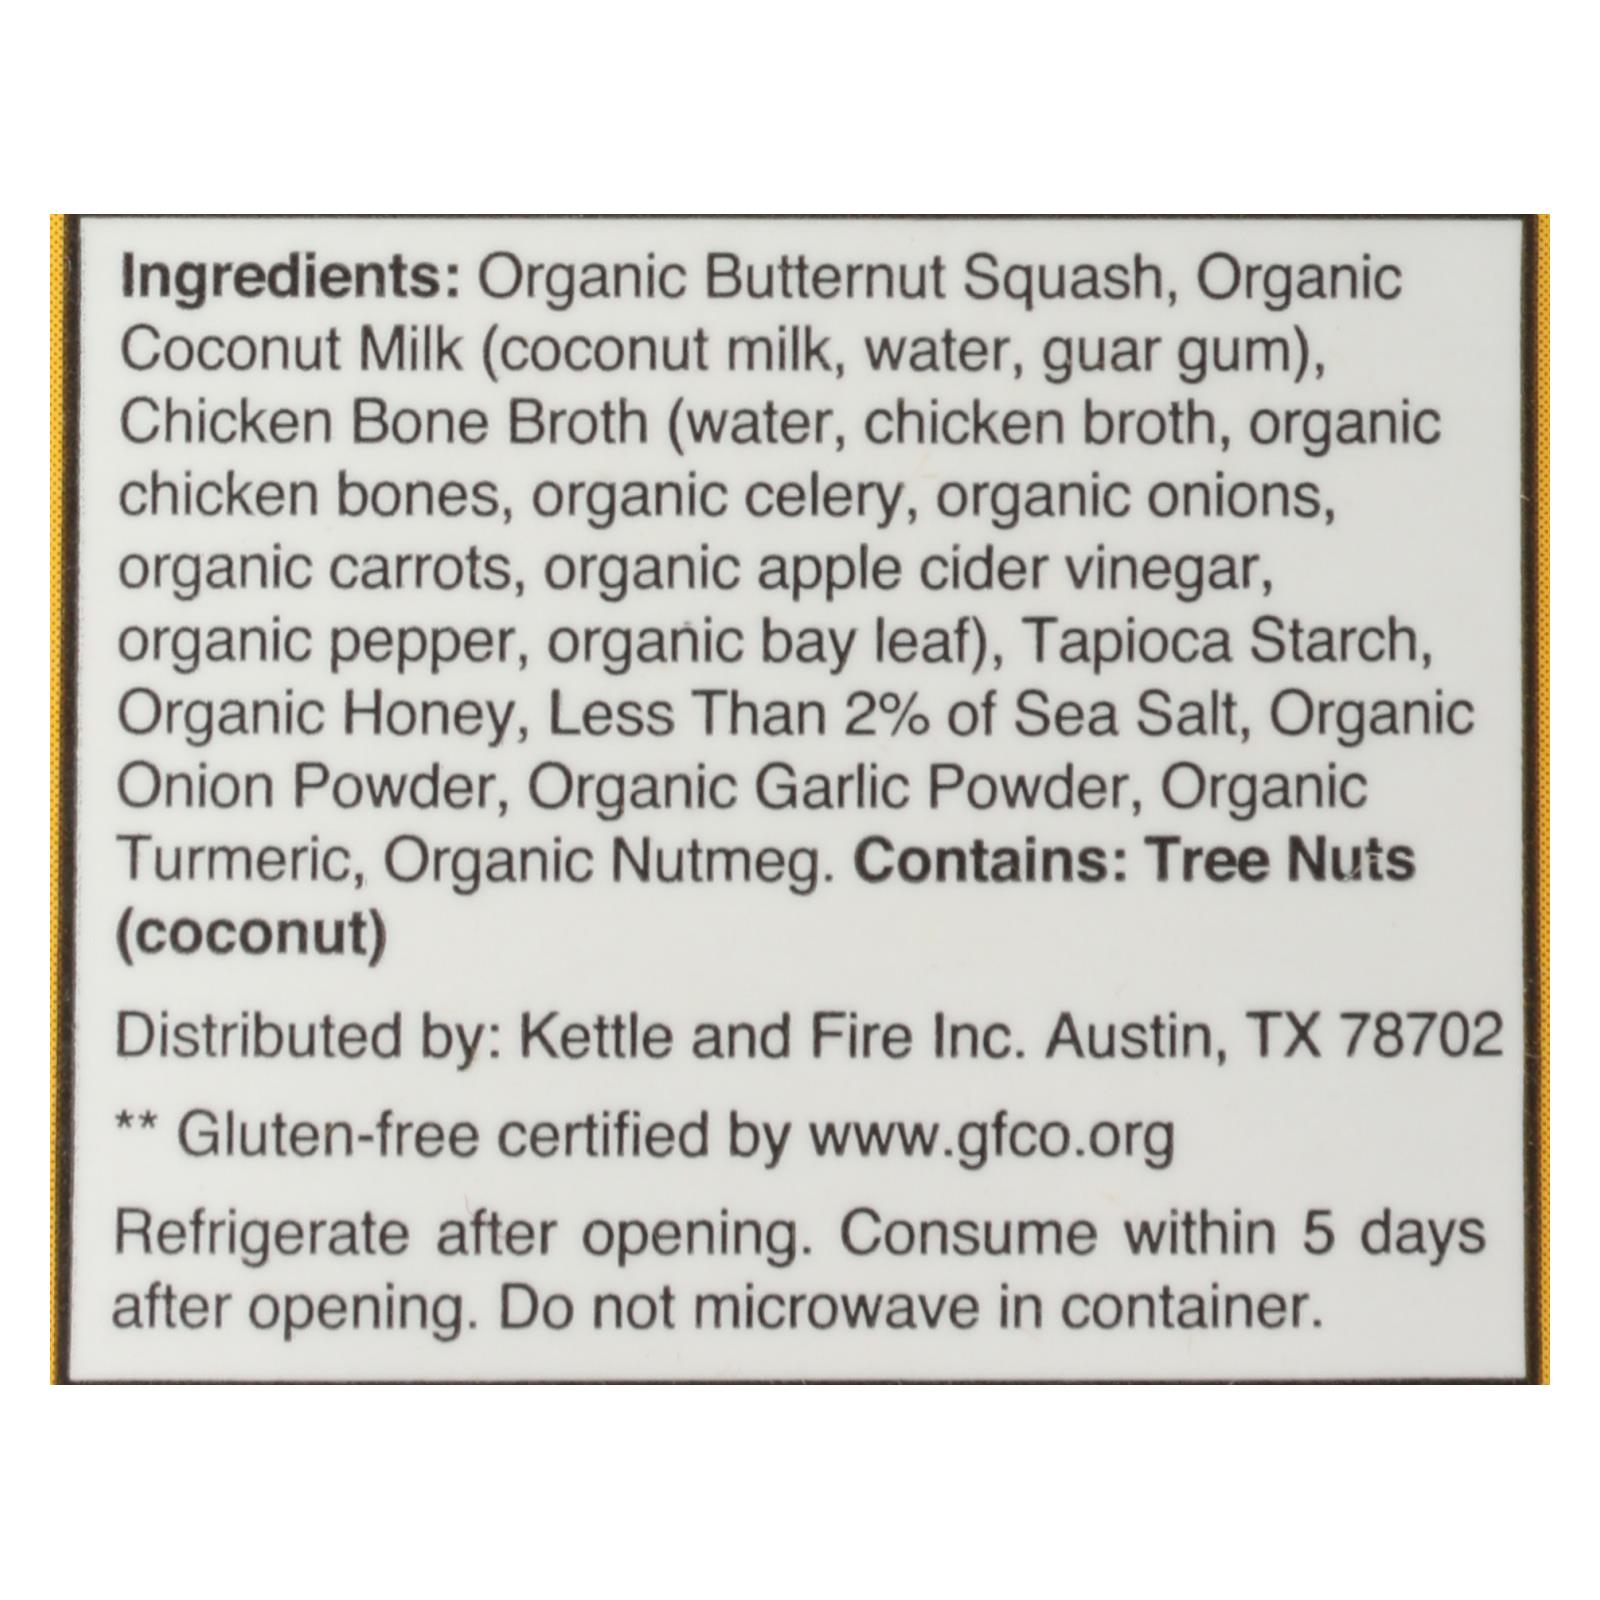 Ingredients: Organic Butternut Squash, Organic
Coconut Milk (coconut milk, water, guar gum),
Chicken Bone Broth (water, chicken broth, organic
chicken bones, organic celery, organic onions,
organic carrots, organic apple cider vinegar,
organic pepper, organic bay leaf), Tapioca Starch,
Organic Honey, Less Than 2% of Sea Salt, Organic
Onion Powder, Organic Garlic Powder, Organic
Turmeric, Organic Nutmeg. Contains: Tree Nuts
(coconut)
Distributed by: Kettle and Fire Inc. Austin, TX 78702
** Gluten-free certified by www.gfco.org
Refrigerate after opening. Consume within 5 days
after opening. Do not microwave in container.